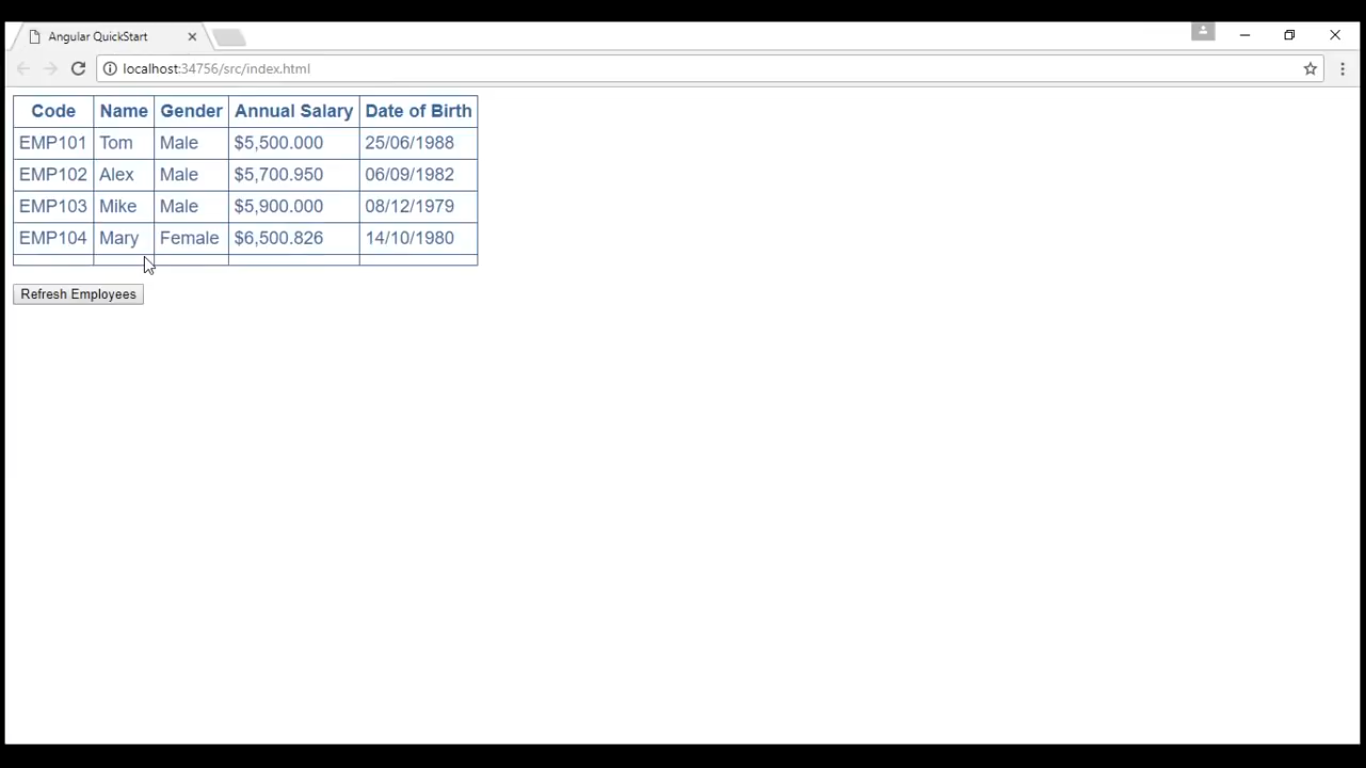 Angular QuickStart
localhost:34756/src/index.html
Code Name Gender Annual Salary Date of Birth
EMP101 Tom Male $5,500.000 25/06/1988
EMP102 Alex Male $5,700.950 06/09/1982
EMP103 Mike Male $5,900.000 08/12/1979
EMP104 Mary Female $6,500.826 14/10/1980
Refresh Employees